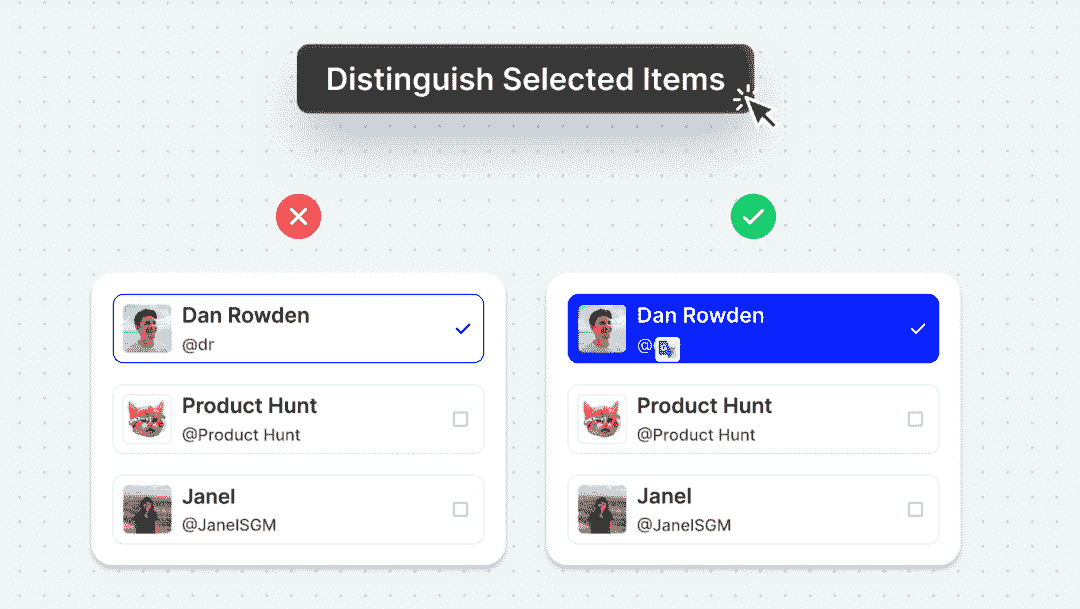 Distinguish Selected Items
Dan Rowden
@dr
Product Hunt
@Product Hunt
Janel
@JanelSGM
Dan Rowden
Product Hunt
@Product Hunt
Janel
@JanelSGM